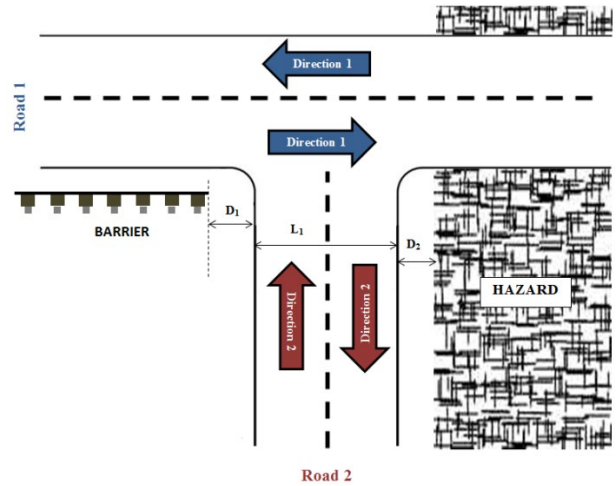 Direction 1
Road 1
Direction 1
D₁
BARRIER
L₁
D₂
Direction 2
Direction 2
HAZARD
Road 2